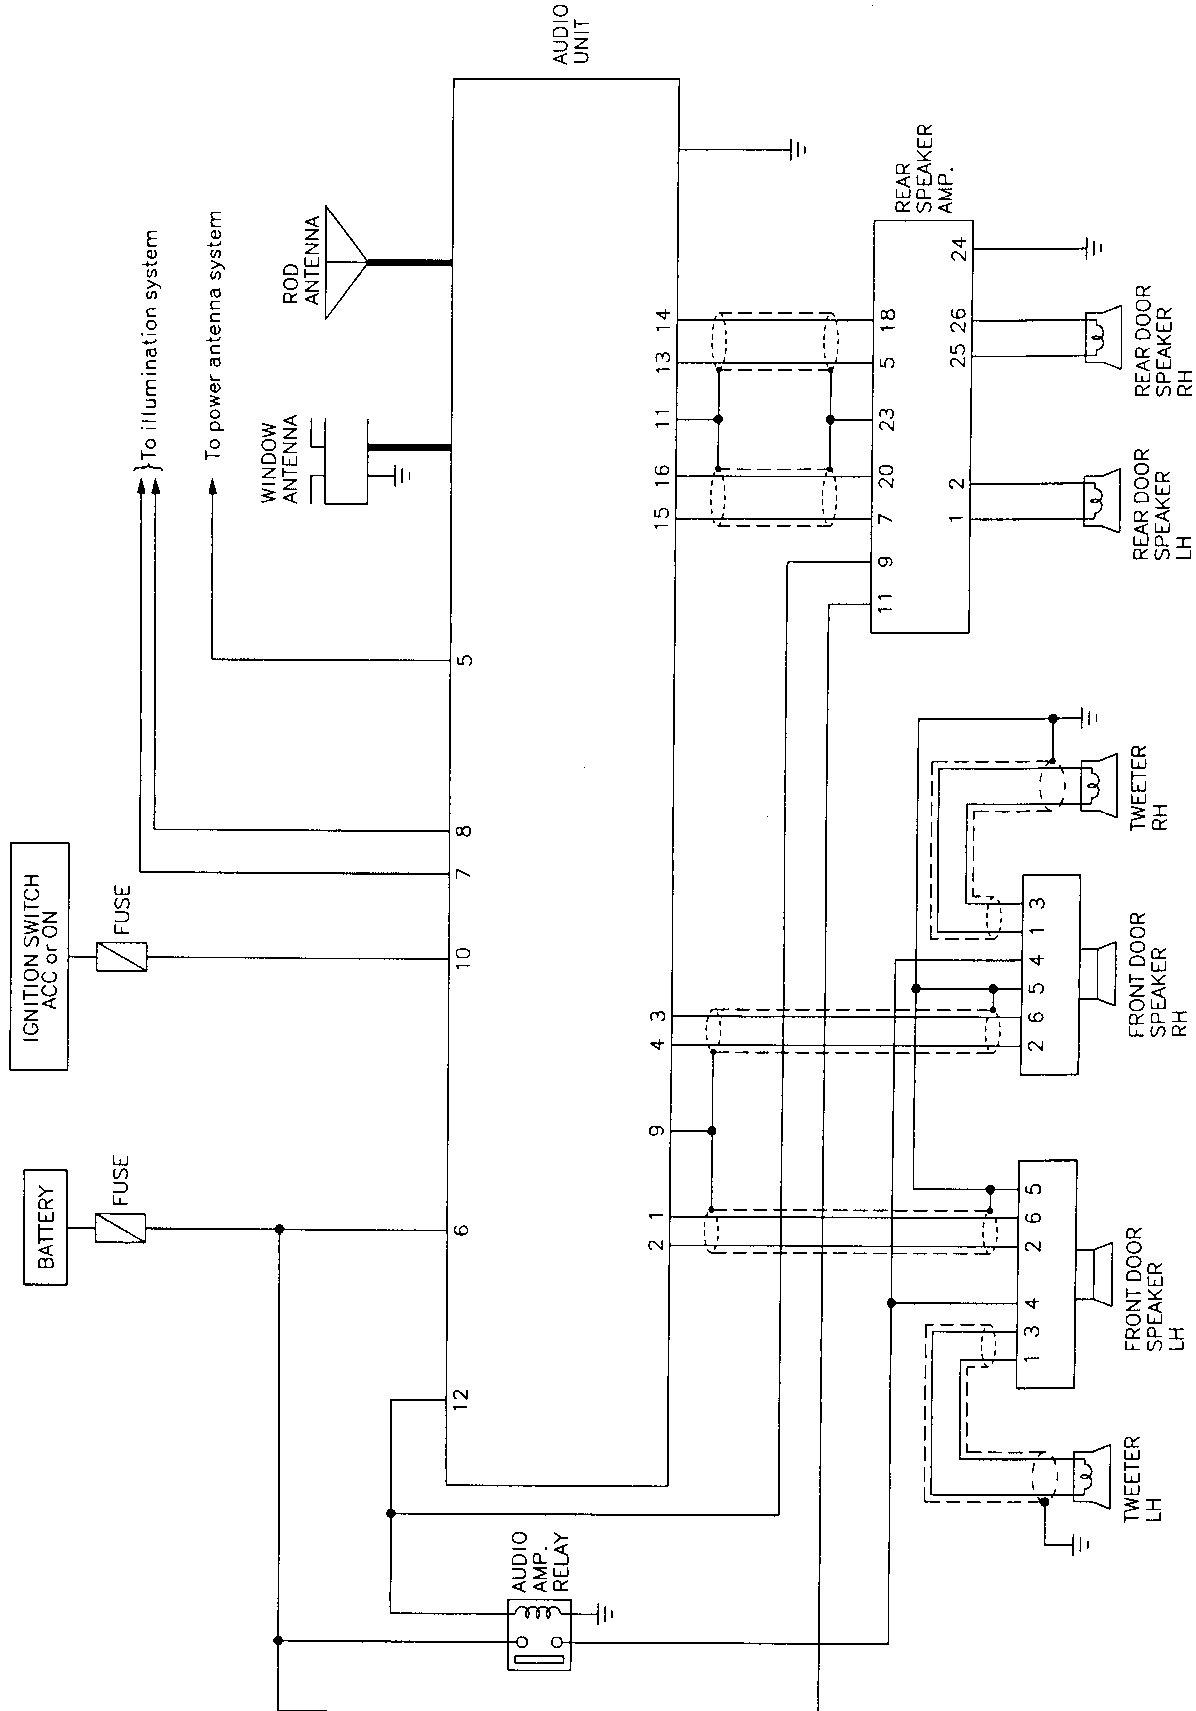 AUDIO
UNIT
To illumination system
To power antenna system
ROD
ANTENNA
WINDOW
ANTENNA
IGNITION SWITCH
ACC or ON
FUSE
BATTERY
FUSE
12
6
10
7
8
5
2
1
9
4
3
15
16
11
13
14
REAR
SPEAKER
AMP.
11
9
7
20
23
5
18
1
2
25
26
24
AUDIO
AMP.
RELAY
1
3
4
2
6
5
2
6
5
4
1
3
TWEETER
LH
FRONT DOOR
SPEAKER
LH
FRONT DOOR
SPEAKER
RH
TWEETER
RH
REAR DOOR
SPEAKER
LH
REAR DOOR
SPEAKER
RH